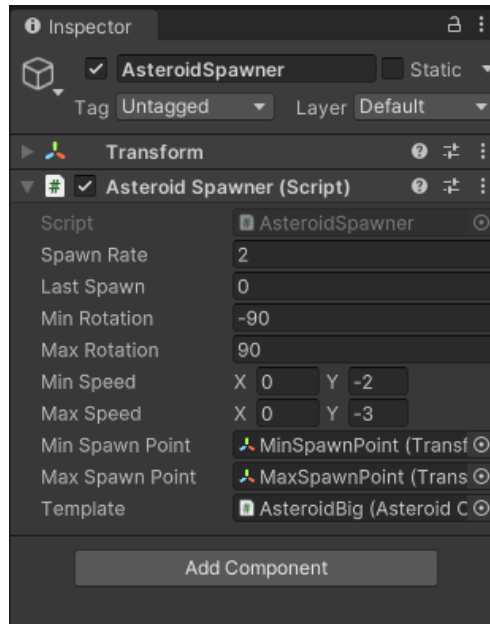 Inspector
AsteroidSpawner Static
Tag Untagged Layer Default
Transform
# Asteroid Spawner (Script)
Script # AsteroidSpawner
Spawn Rate 2
Last Spawn 0
Min Rotation -90
Max Rotation 90
Min Speed X 0 Y -2
Max Speed X 0 Y -3
Min Spawn Point MinSpawnPoint (Transf
Max Spawn Point MaxSpawnPoint (Trans
Template # AsteroidBig (Asteroid C
Add Component